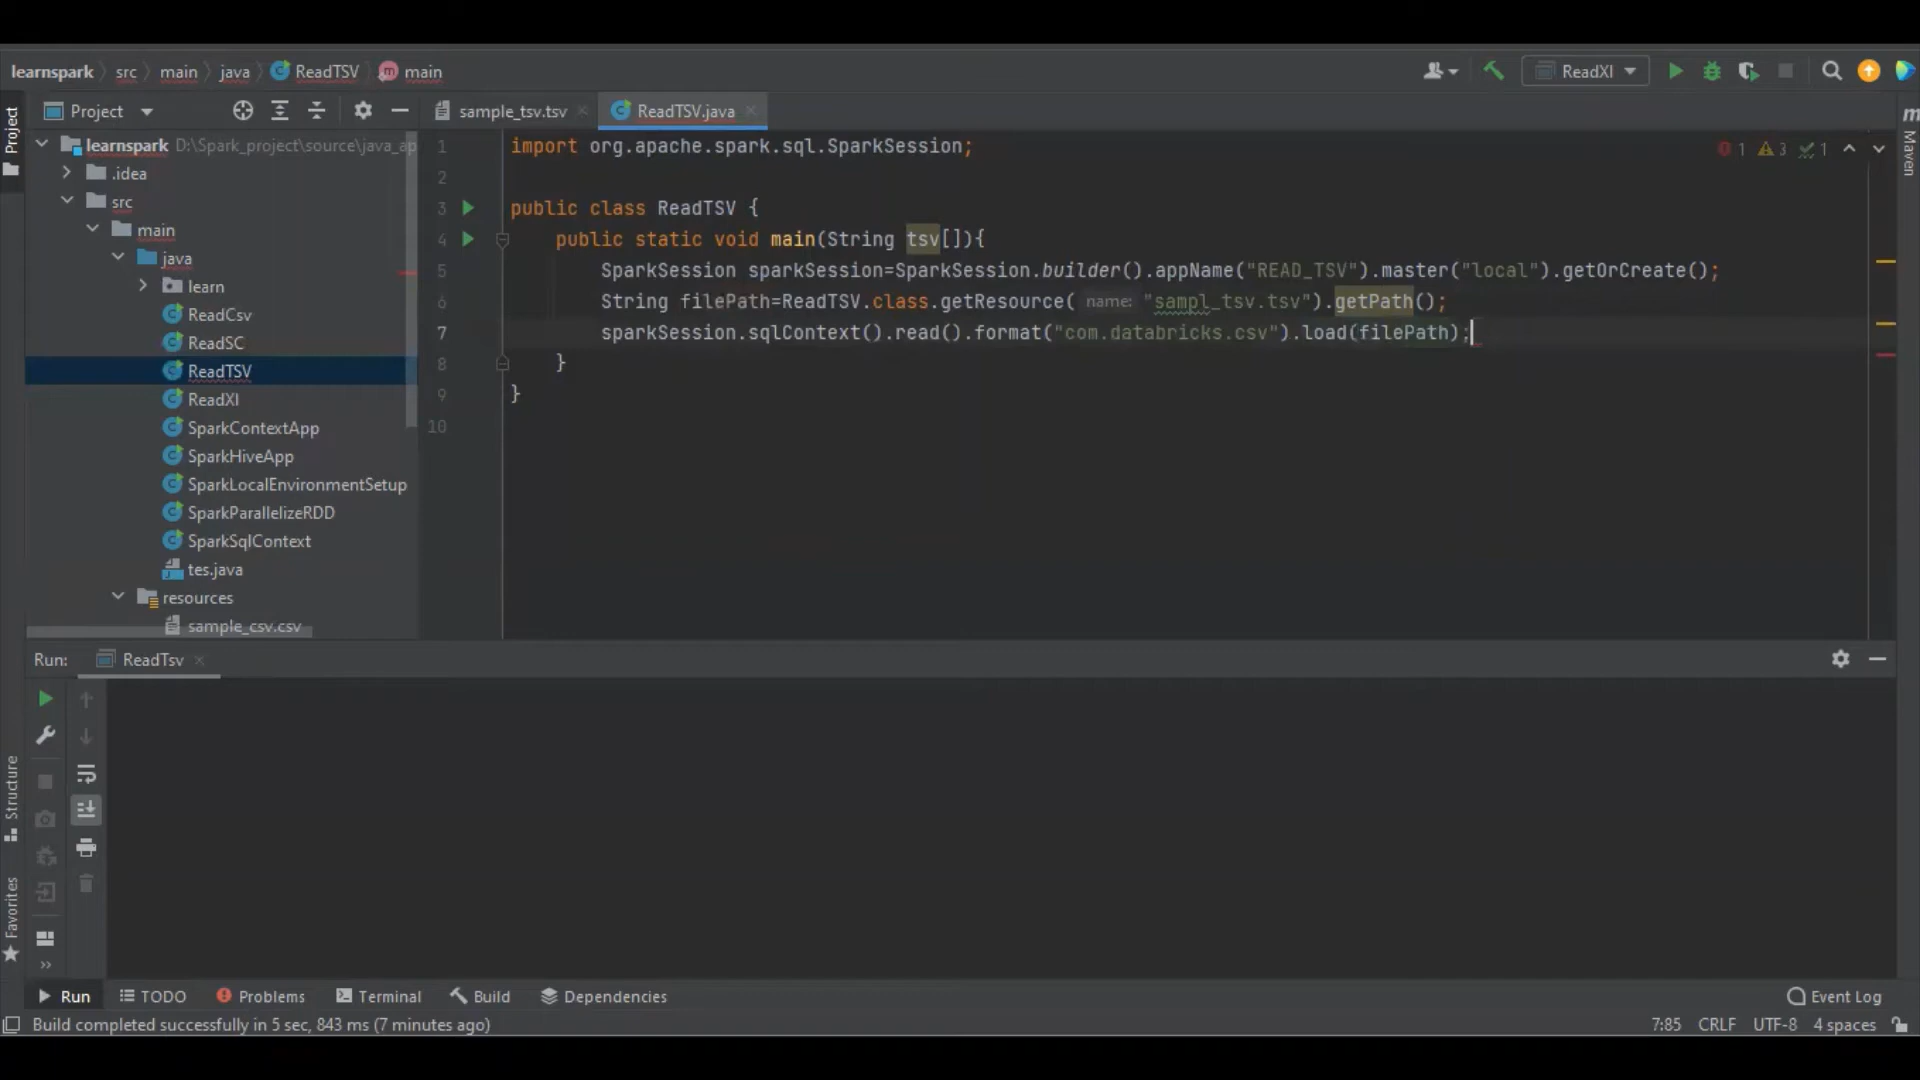 learnspark src main java ReadTSV main ReadXl
Project sample_tsv.tsv ReadTSV.java
Project
Maven
Structure
Favorites
learnspark D:\Spark_project\source\java_ap
.idea
src
main
java
learn
ReadCsv
ReadSC
ReadTSV
ReadXl
SparkContextApp
SparkHiveApp
SparkLocalEnvironmentSetup
SparkParallelizeRDD
SparkSqlContext
tes.java
resources
sample_csv.csv
1 import org.apache.spark.sql.SparkSession; 1 3 1
2
3 public class ReadTSV {
4 public static void main(String tsv[]){
5 SparkSession sparkSession=SparkSession.builder().appName("READ_TSV").master("local").getOrCreate();
6 String filePath=ReadTSV.class.getResource( name: "sampl_tsv.tsv").getPath();
7 sparkSession.sqlContext().read().format("com.databricks.csv").load(filePath);
8 }
9 }
10
Run: ReadTsv
Run TODO Problems Terminal Build Dependencies Event Log
Build completed successfully in 5 sec, 843 ms (7 minutes ago) 7:85 CRLF UTF-8 4 spaces